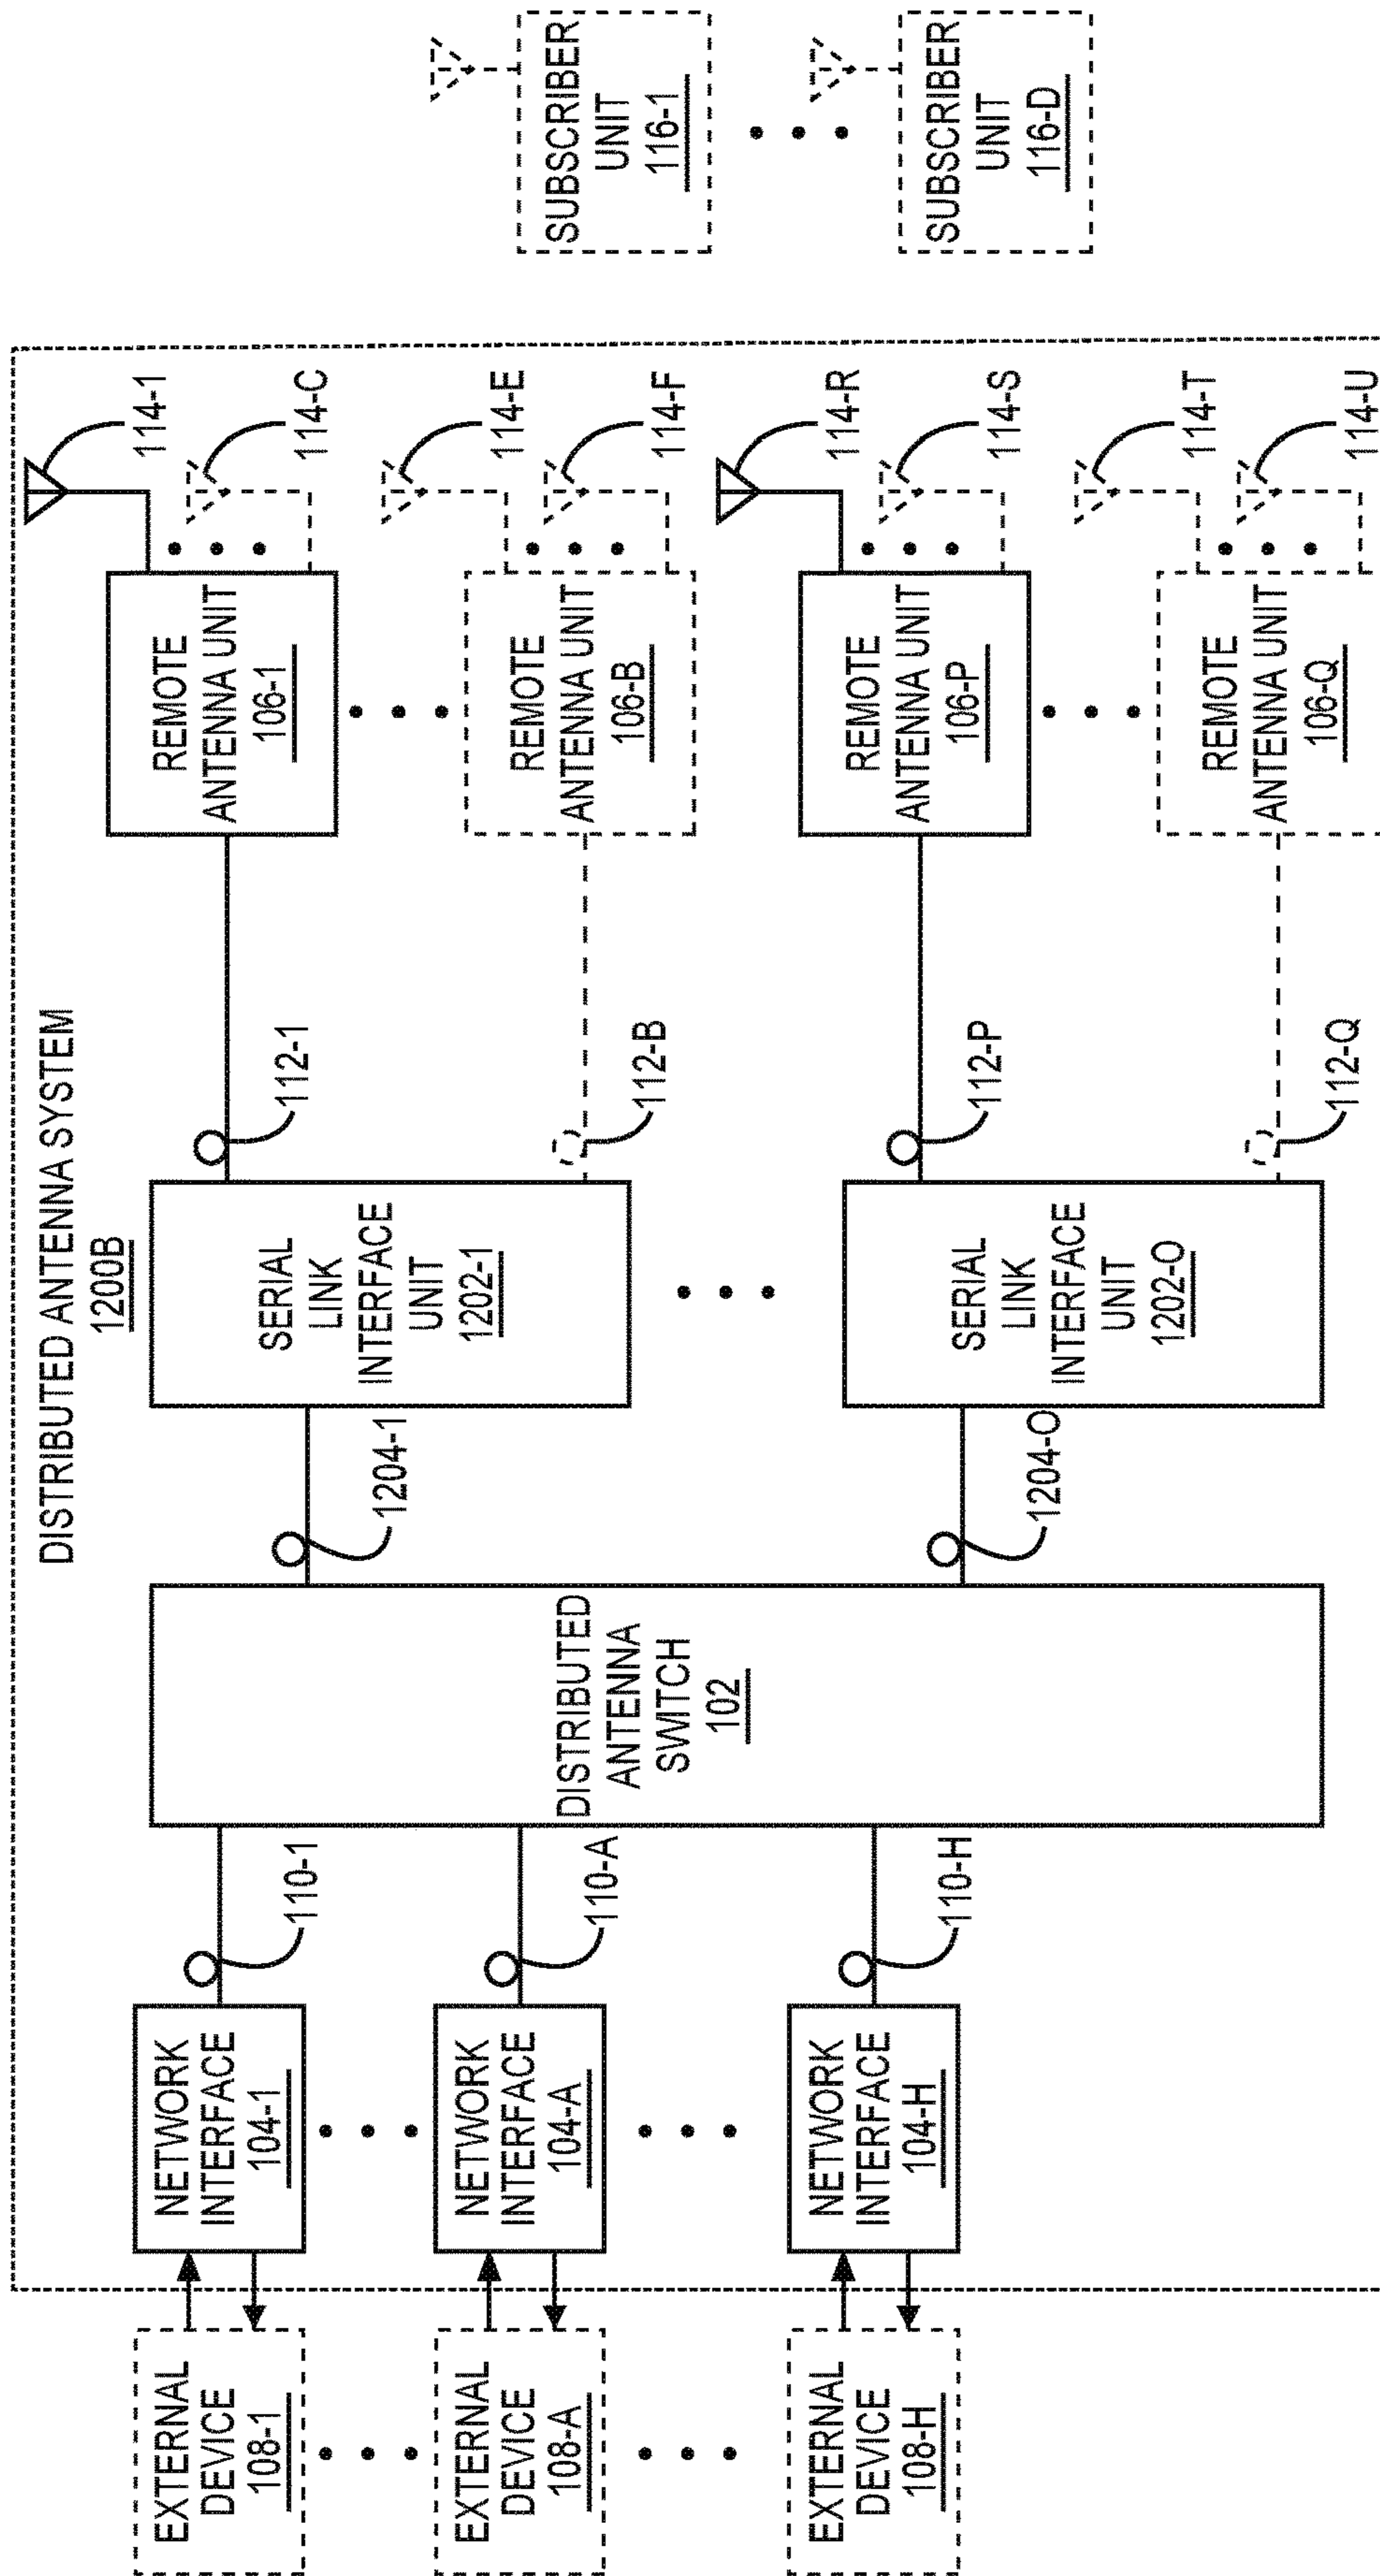 DISTRIBUTED ANTENNA SYSTEM
1200B
EXTERNAL
DEVICE
108-1
EXTERNAL
DEVICE
108-A
EXTERNAL
DEVICE
108-H
NETWORK
INTERFACE
104-1
NETWORK
INTERFACE
104-A
NETWORK
INTERFACE
104-H
110-1
110-A
110-H
DISTRIBUTED
ANTENNA
SWITCH
102
1204-1
1204-O
SERIAL
LINK
INTERFACE
UNIT
1202-1
SERIAL
LINK
INTERFACE
UNIT
1202-O
112-1
112-B
112-P
112-Q
REMOTE
ANTENNA UNIT
106-1
REMOTE
ANTENNA UNIT
106-B
REMOTE
ANTENNA UNIT
106-P
REMOTE
ANTENNA UNIT
106-Q
114-1
114-C
114-E
114-F
114-R
114-S
114-T
114-U
SUBSCRIBER
UNIT
116-1
SUBSCRIBER
UNIT
116-D